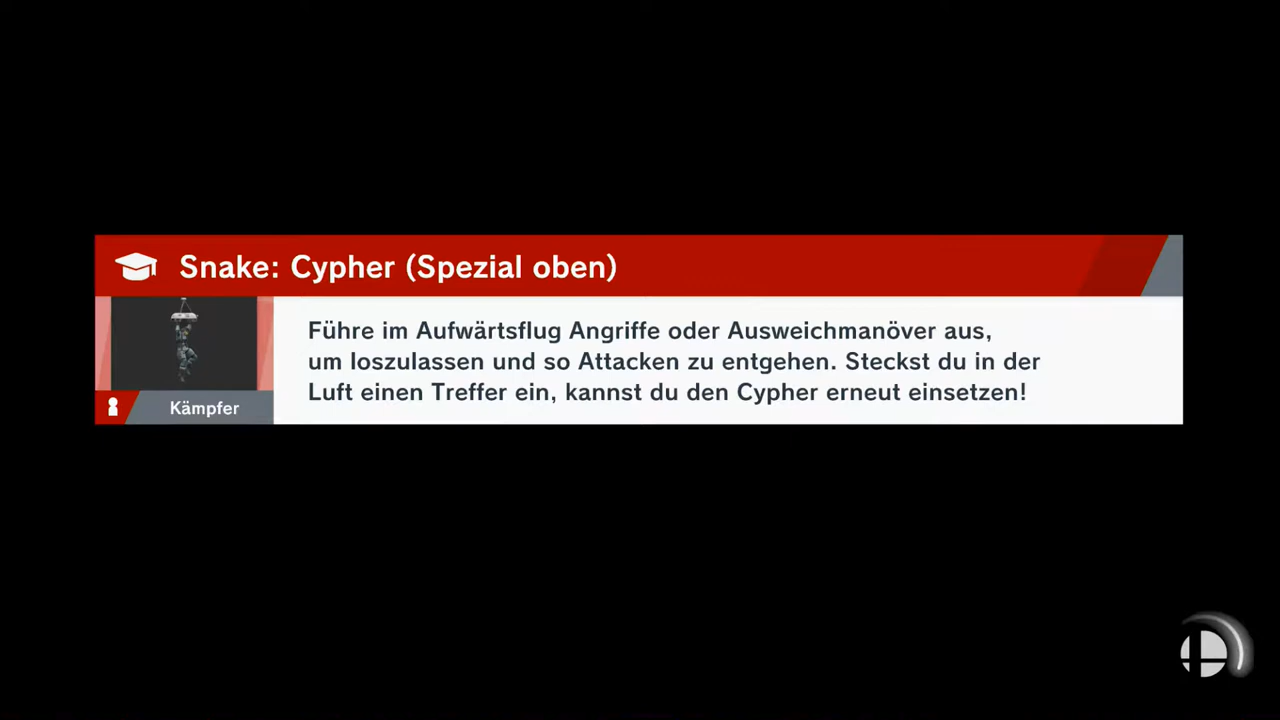 Snake: Cypher (Spezial oben)
Führe im Aufwärtsflug Angriffe oder Ausweichmanöver aus,
um loszulassen und so Attacken zu entgehen. Steckst du in der
Luft einen Treffer ein, kannst du den Cypher erneut einsetzen!
Kämpfer